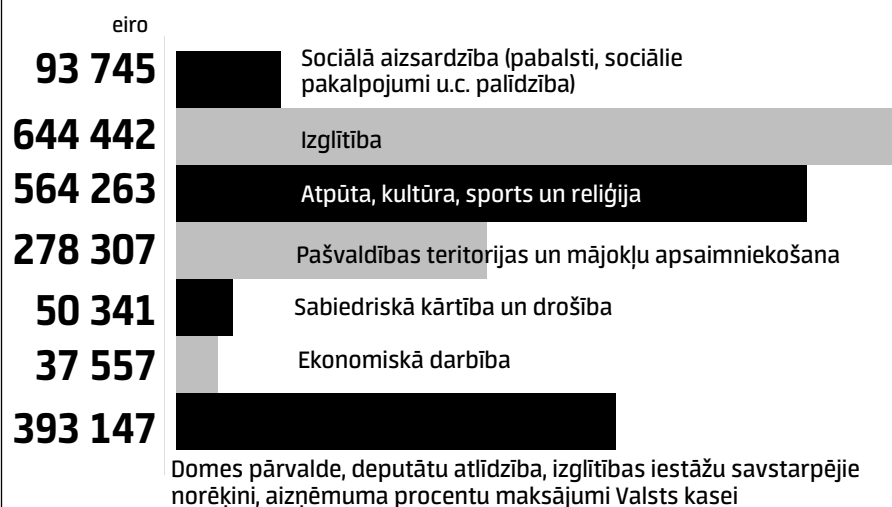 eiro
93 745 Sociālā aizsardzība (pabalsti, sociālie
pakalpojumi u.c. palīdzība)
644 442 Izglītība
564 263 Atpūta, kultūra, sports un reliģija
278 307 Pašvaldības teritorijas un mājokļu apsaimniekošana
50 341 Sabiedriskā kārtība un drošība
37 557 Ekonomiskā darbība
393 147
Domes pārvalde, deputātu atlīdzība, izglītības iestāžu savstarpējie
norēķini, aizņēmuma procentu maksājumi Valsts kasei